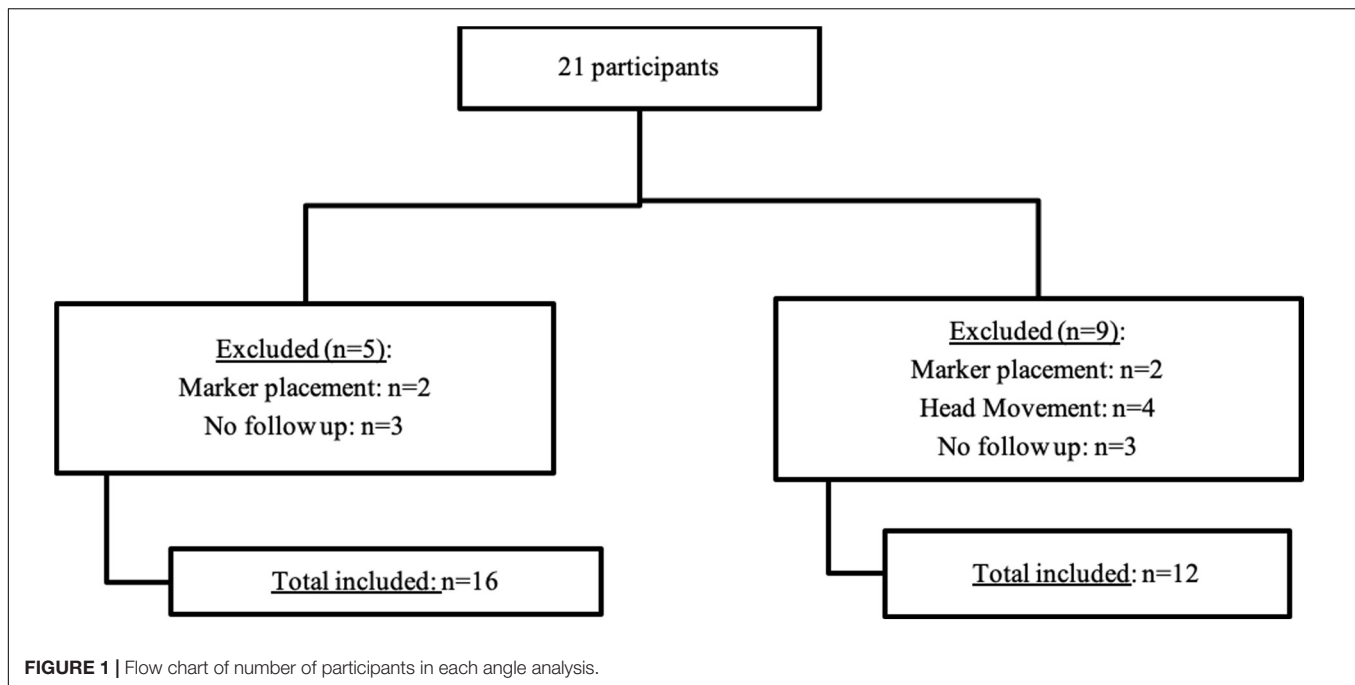 21 participants
Excluded (n=5):
Marker placement: n=2
No follow up: n=3
Total included: n=16
Excluded (n=9):
Marker placement: n=2
Head Movement: n=4
No follow up: n=3
Total included: n=12
FIGURE 1 | Flow chart of number of participants in each angle analysis.